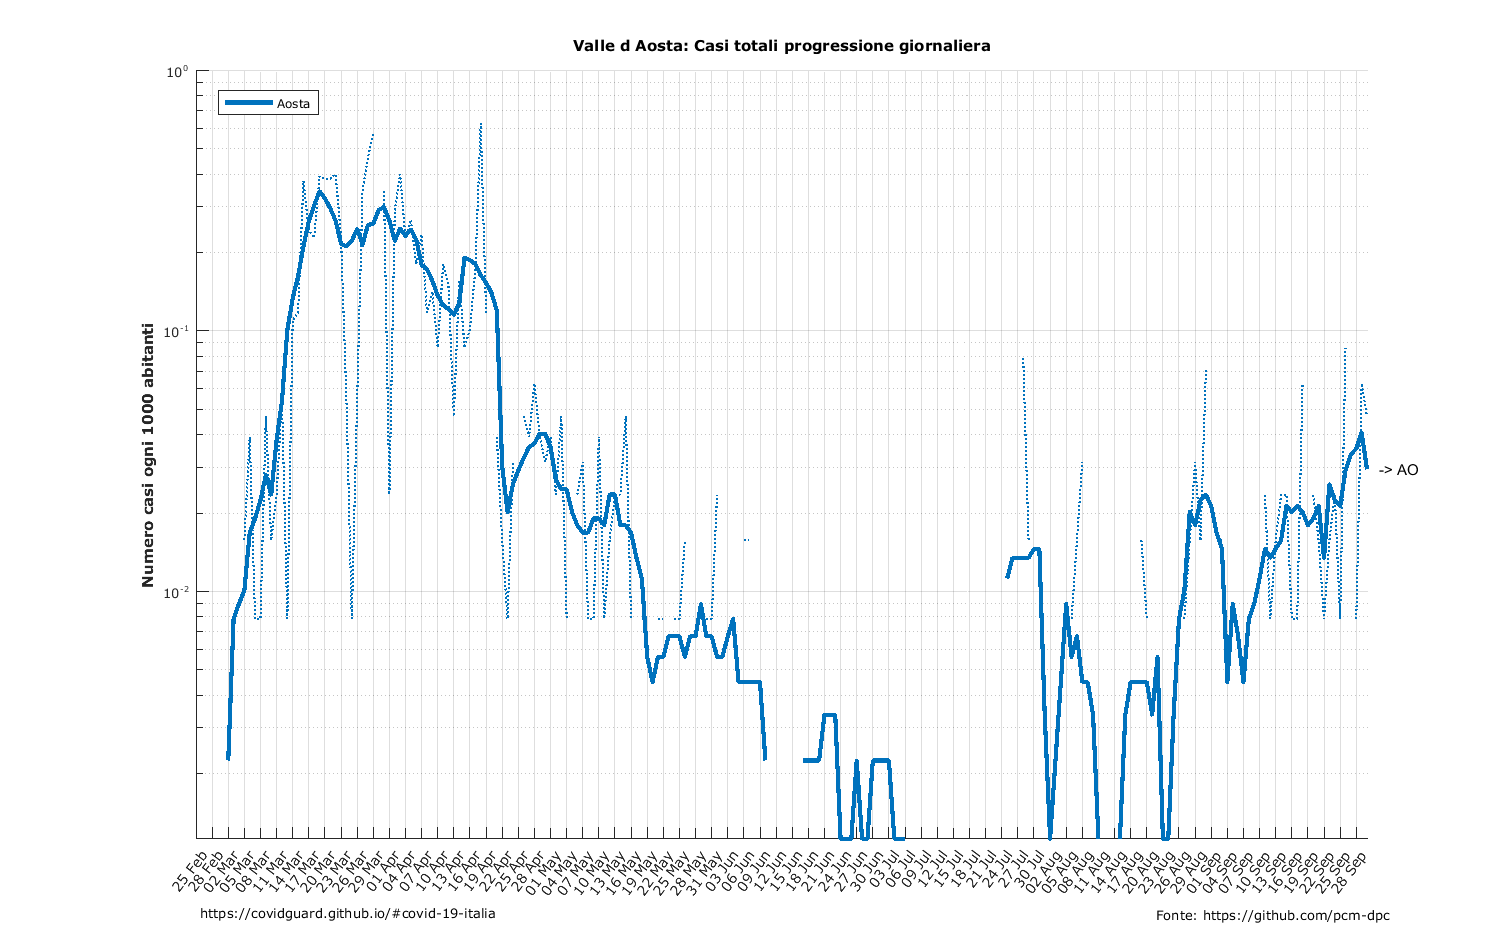 Valle d Aosta: Casi totali progressione giornaliera
Numero casi ogni 1000 abitanti
10⁰
10⁻¹
10⁻²
Aosta
-> AO
25 Feb
28 Feb
02 Mar
05 Mar
08 Mar
11 Mar
14 Mar
17 Mar
20 Mar
23 Mar
26 Mar
29 Mar
01 Apr
04 Apr
07 Apr
10 Apr
13 Apr
16 Apr
19 Apr
22 Apr
25 Apr
28 Apr
01 May
04 May
07 May
10 May
13 May
16 May
19 May
22 May
25 May
28 May
31 May
03 Jun
06 Jun
09 Jun
12 Jun
15 Jun
18 Jun
21 Jun
24 Jun
27 Jun
30 Jun
03 Jul
06 Jul
09 Jul
12 Jul
15 Jul
18 Jul
21 Jul
24 Jul
27 Jul
30 Jul
02 Aug
05 Aug
08 Aug
11 Aug
14 Aug
17 Aug
20 Aug
23 Aug
26 Aug
29 Aug
01 Sep
04 Sep
07 Sep
10 Sep
13 Sep
16 Sep
19 Sep
22 Sep
25 Sep
28 Sep
https://covidguard.github.io/#covid-19-italia
Fonte: https://github.com/pcm-dpc